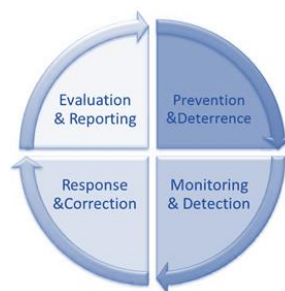 Evaluation
& Reporting
Prevention
&Deterrence
Response
&Correction
Monitoring
& Detection